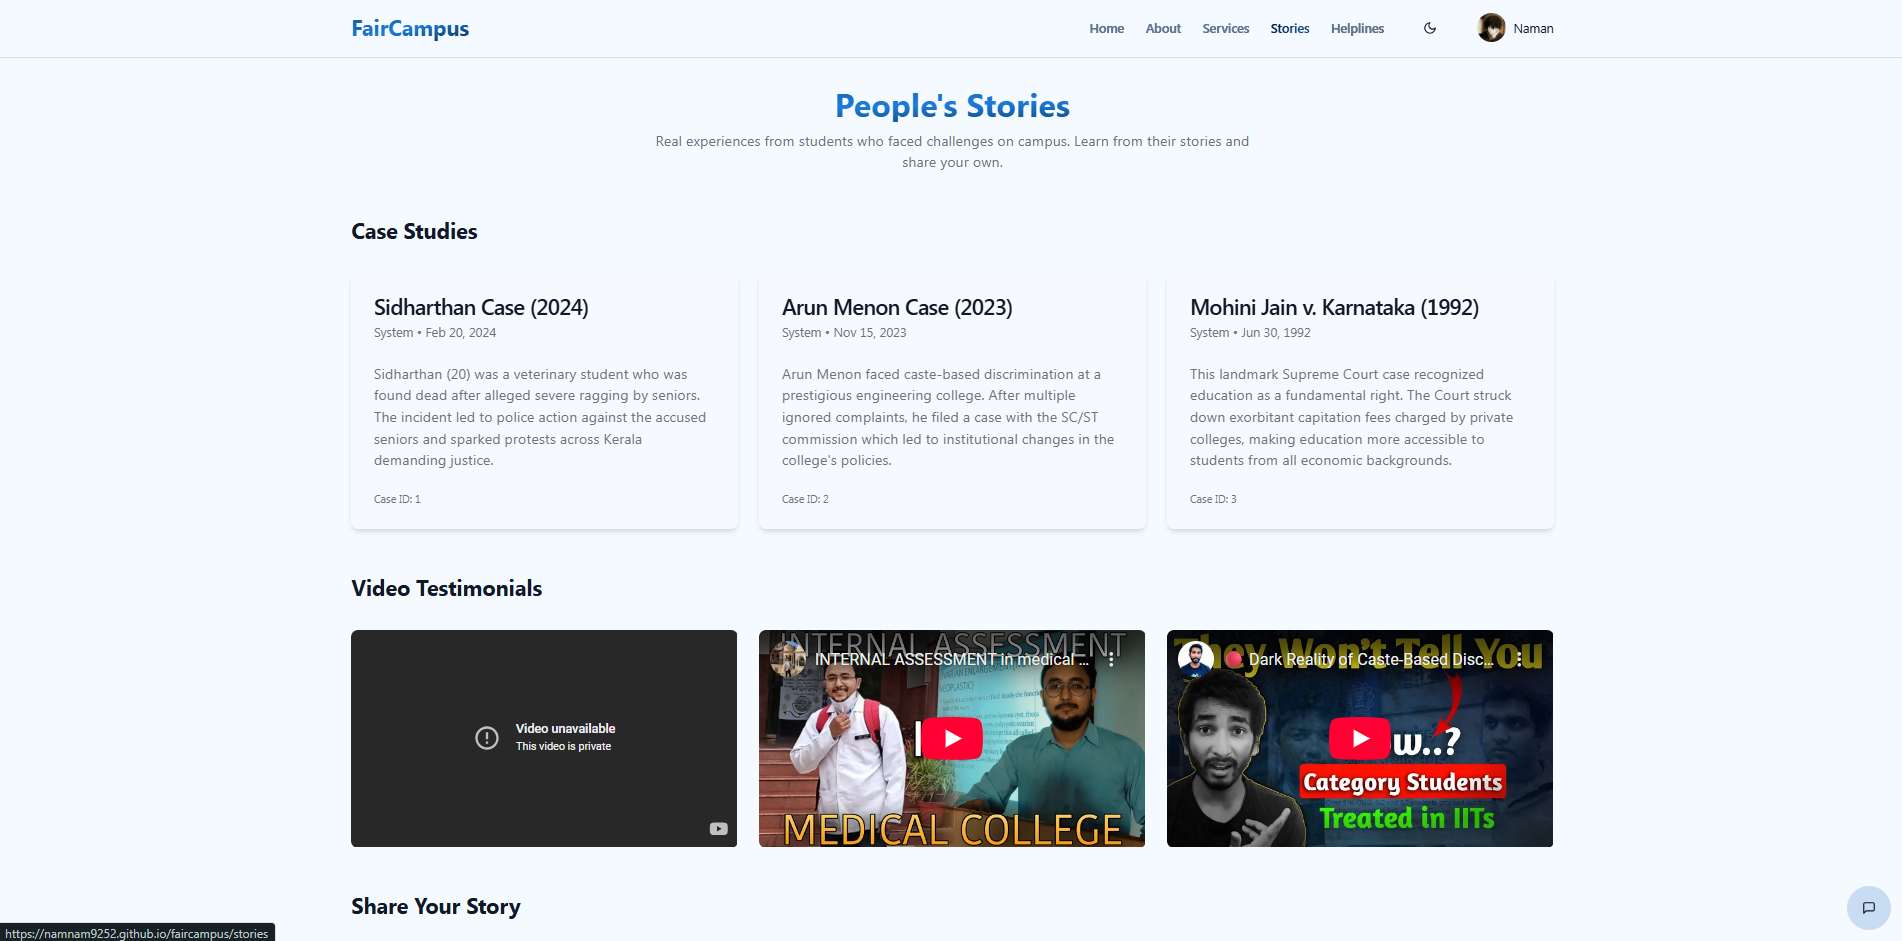 FairCampus
Home About Services Stories Helplines
Naman
People's Stories
Real experiences from students who faced challenges on campus. Learn from their stories and
share your own.
Case Studies
Sidharthan Case (2024)
System • Feb 20, 2024
Sidharthan (20) was a veterinary student who was
found dead after alleged severe ragging by seniors.
The incident led to police action against the accused
seniors and sparked protests across Kerala
demanding justice.
Case ID: 1
Arun Menon Case (2023)
System • Nov 15, 2023
Arun Menon faced caste-based discrimination at a
prestigious engineering college. After multiple
ignored complaints, he filed a case with the SC/ST
commission which led to institutional changes in the
college's policies.
Case ID: 2
Mohini Jain v. Karnataka (1992)
System • Jun 30, 1992
This landmark Supreme Court case recognized
education as a fundamental right. The Court struck
down exorbitant capitation fees charged by private
colleges, making education more accessible to
students from all economic backgrounds.
Case ID: 3
Video Testimonials
Video unavailable
This video is private
INTERNAL ASSESSMENT
INTERNAL ASSESSMENT in medical ...
MEDICAL COLLEGE
They Won't Tell You
Dark Reality of Caste-Based Disc...
w..?
Category Students
Treated in IITs
Share Your Story
https://namnam9252.github.io/faircampus/stories